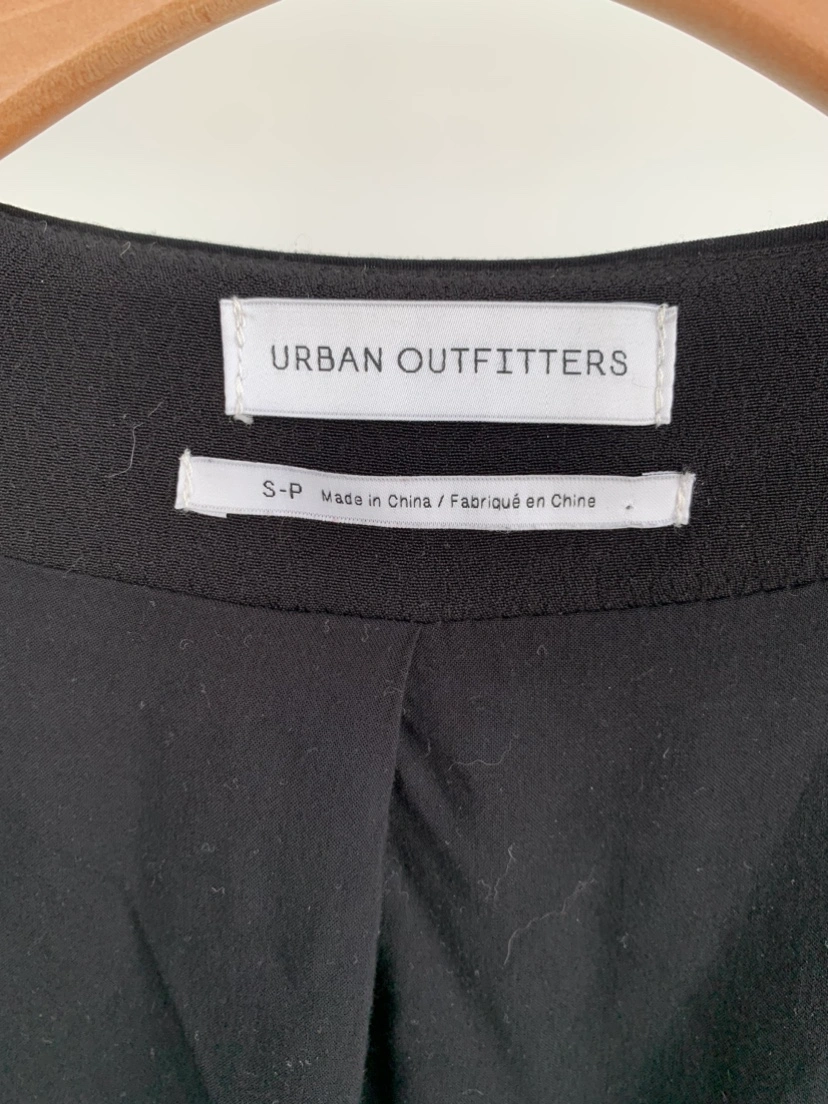 URBAN OUTFITTERS
S-P Made in China / Fabriqué en Chine